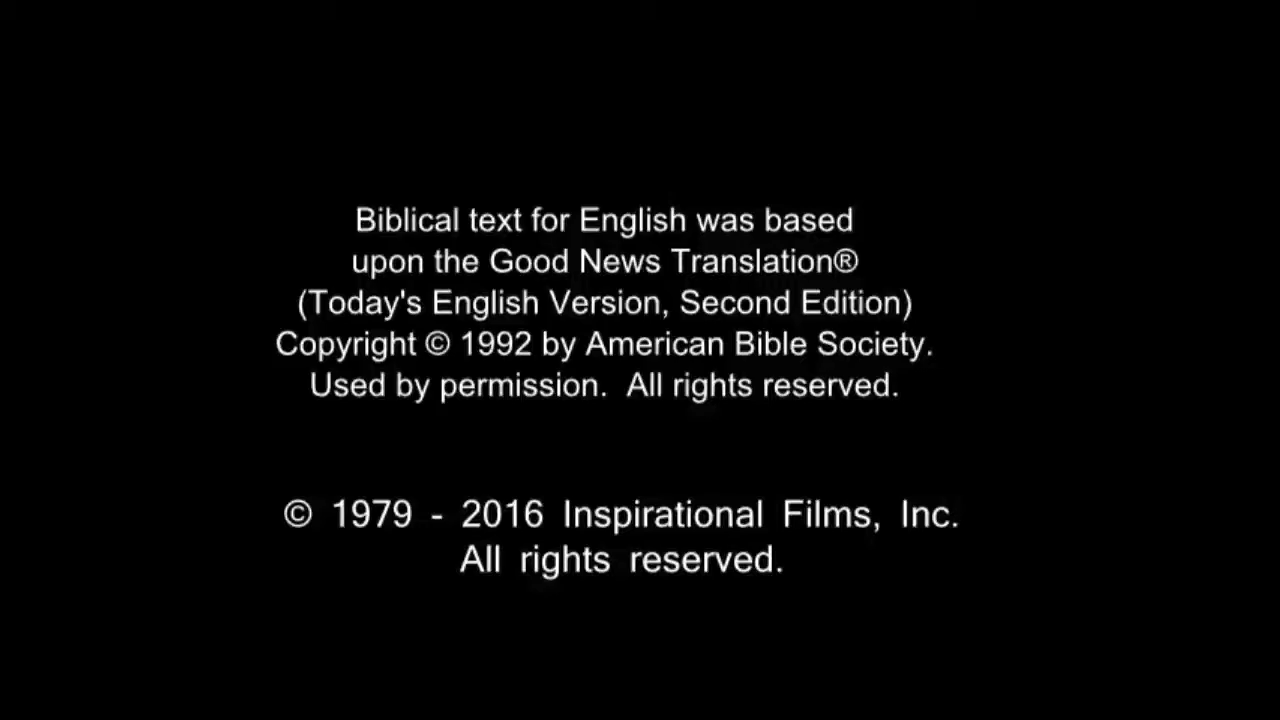 Biblical text for English was based
upon the Good News Translation®
(Today's English Version, Second Edition)
Copyright © 1992 by American Bible Society.
Used by permission.  All rights reserved.
© 1979 - 2016 Inspirational Films, Inc.
All rights reserved.